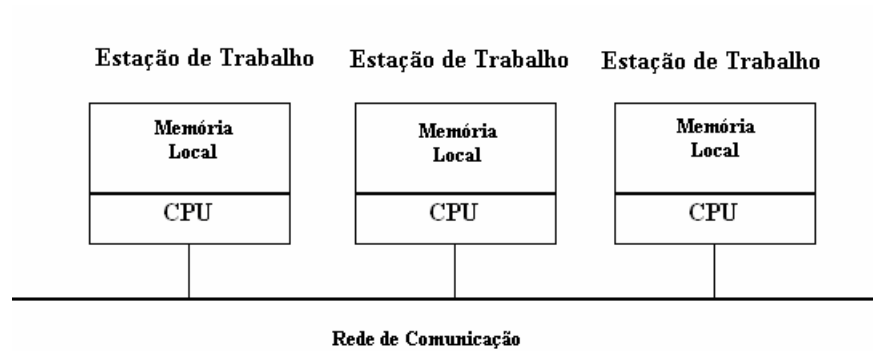 Estação de Trabalho
Estação de Trabalho
Estação de Trabalho
Memória
Local
CPU
Memória
Local
CPU
Memória
Local
CPU
Rede de Comunicação